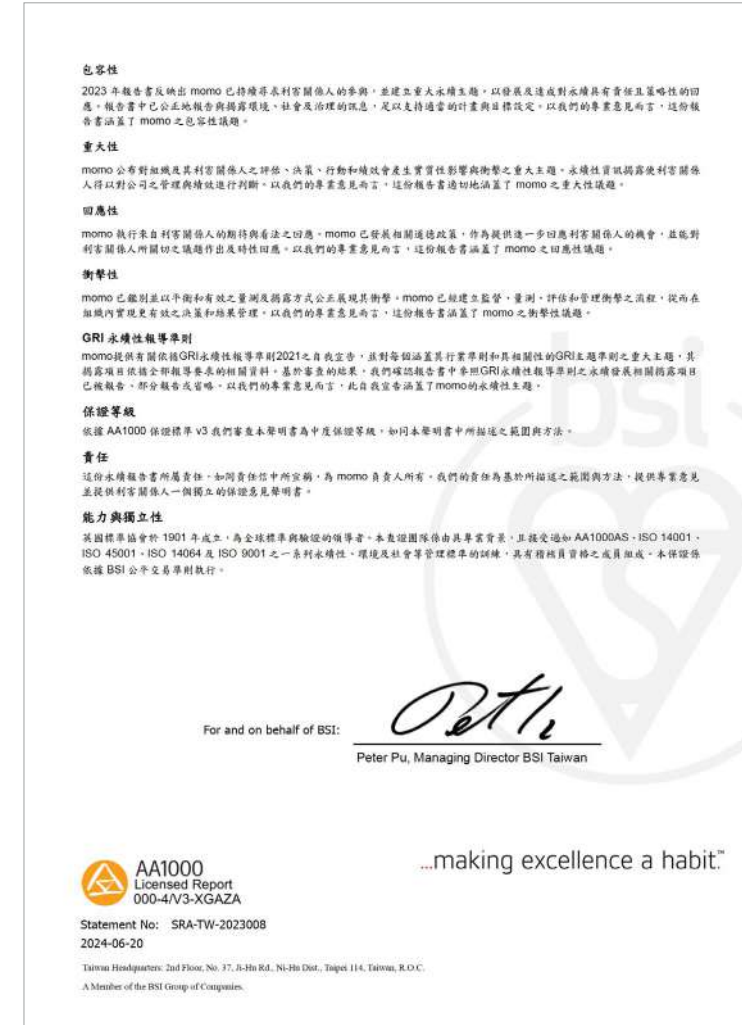 包容性
2023 年報告書反映出 momo 已持續尋求利害關係人的參與，並建立重大永續主題，以發展及達成對永續具有責任且策略性的回
應。報告書中已公正地報告與揭露環境、社會及治理的訊息，足以支持適當的計畫與目標設定。以我們的專業意見而言，這份報
告書涵蓋了 momo 之包容性議題。
重大性
momo 公布對組織及其利害關係人之評估、決策、行動和績效會產生實質性影響與衝擊之重大主題。永續性資訊揭露使利害關係
人得以對公司之管理與績效進行判斷。以我們的專業意見而言，這份報告書適切地涵蓋了 momo 之重大性議題。
回應性
momo 執行來自利害關係人的期待與看法之回應。momo 已發展相關道德政策，作為提供進一步回應利害關係人的機會，並能對
利害關係人所關切之議題作出及時性回應。以我們的專業意見而言，這份報告書涵蓋了 momo 之回應性議題。
衝擊性
momo 已鑑別並以平衡和有效之量測及揭露方式公正展現其衝擊。momo 已經建立監督、量測、評估和管理衝擊之流程，從而在
組織內實現更有效之決策和結果管理。以我們的專業意見而言，這份報告書涵蓋了 momo 之衝擊性議題。
GRI 永續性報導準則
momo提供有關依循GRI永續性報導準則2021之自我宣告，並對每個涵蓋其行業準則和具相關性的GRI主題準則之重大主題，其
揭露項目依循全部報導要求的相關資料。基於審查的結果，我們確認報告書中參照GRI永續性報導準則之永續發展相關揭露項目
已被報告、部分報告或省略。以我們的專業意見而言，此自我宣告涵蓋了momo的永續性主題。
保證等級
依據 AA1000 保證標準 v3 我們審查本聲明書為中度保證等級，如同本聲明書中所描述之範圍與方法。
責任
這份永續報告書所屬責任，如同責任信中所宣稱，為 momo 負責人所有。我們的責任為基於所描述之範圍與方法，提供專業意見
並提供利害關係人一個獨立的保證意見聲明書。
能力與獨立性
英國標準協會於 1901 年成立，為全球標準與驗證的領導者。本查證團隊係由具專業背景，且接受過如 AA1000AS、ISO 14001、
ISO 45001、ISO 14064 及 ISO 9001 之一系列永續性、環境及社會等管理標準的訓練，具有稽核員資格之成員組成。本保證係
依據 BSI 公平交易準則執行。
bsi
For and on behalf of BSI:
Peter Pu, Managing Director BSI Taiwan
...making excellence a habit.™
AA1000
Licensed Report
000-4/V3-XGAZA
Statement No: SRA-TW-2023008
2024-06-20
Taiwan Headquarters: 2nd Floor, No. 37, Ji-Hu Rd., Ni-Hu Dist., Taipei 114, Taiwan, R.O.C.
A Member of the BSI Group of Companies.